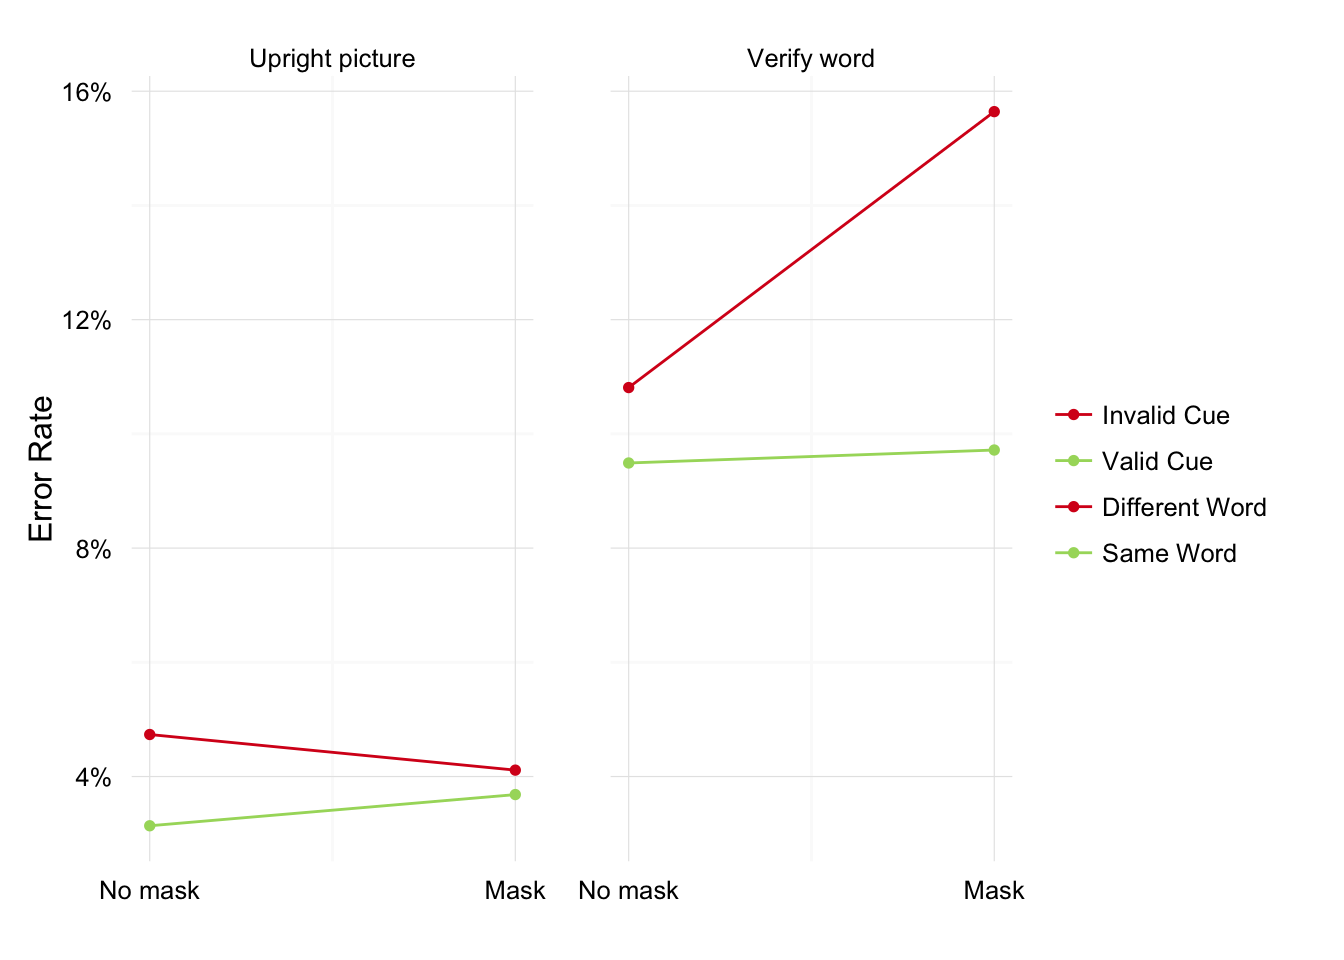 Upright picture
Verify word
16%
12%
8%
4%
Error Rate
No mask
Mask
No mask
Mask
Invalid Cue
Valid Cue
Different Word
Same Word